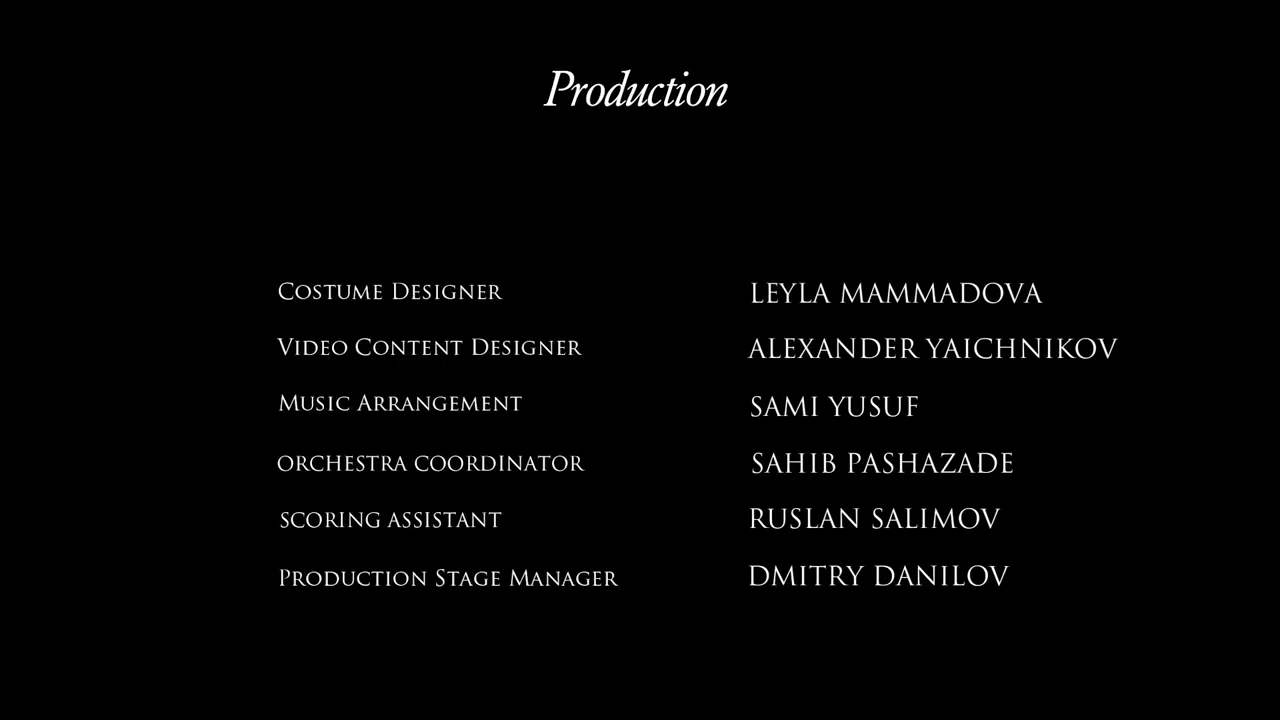 Production
Costume Designer LEYLA MAMMADOVA
Video Content Designer ALEXANDER YAICHNIKOV
Music Arrangement SAMI YUSUF
ORCHESTRA COORDINATOR SAHIB PASHAZADE
SCORING ASSISTANT RUSLAN SALIMOV
Production Stage Manager DMITRY DANILOV